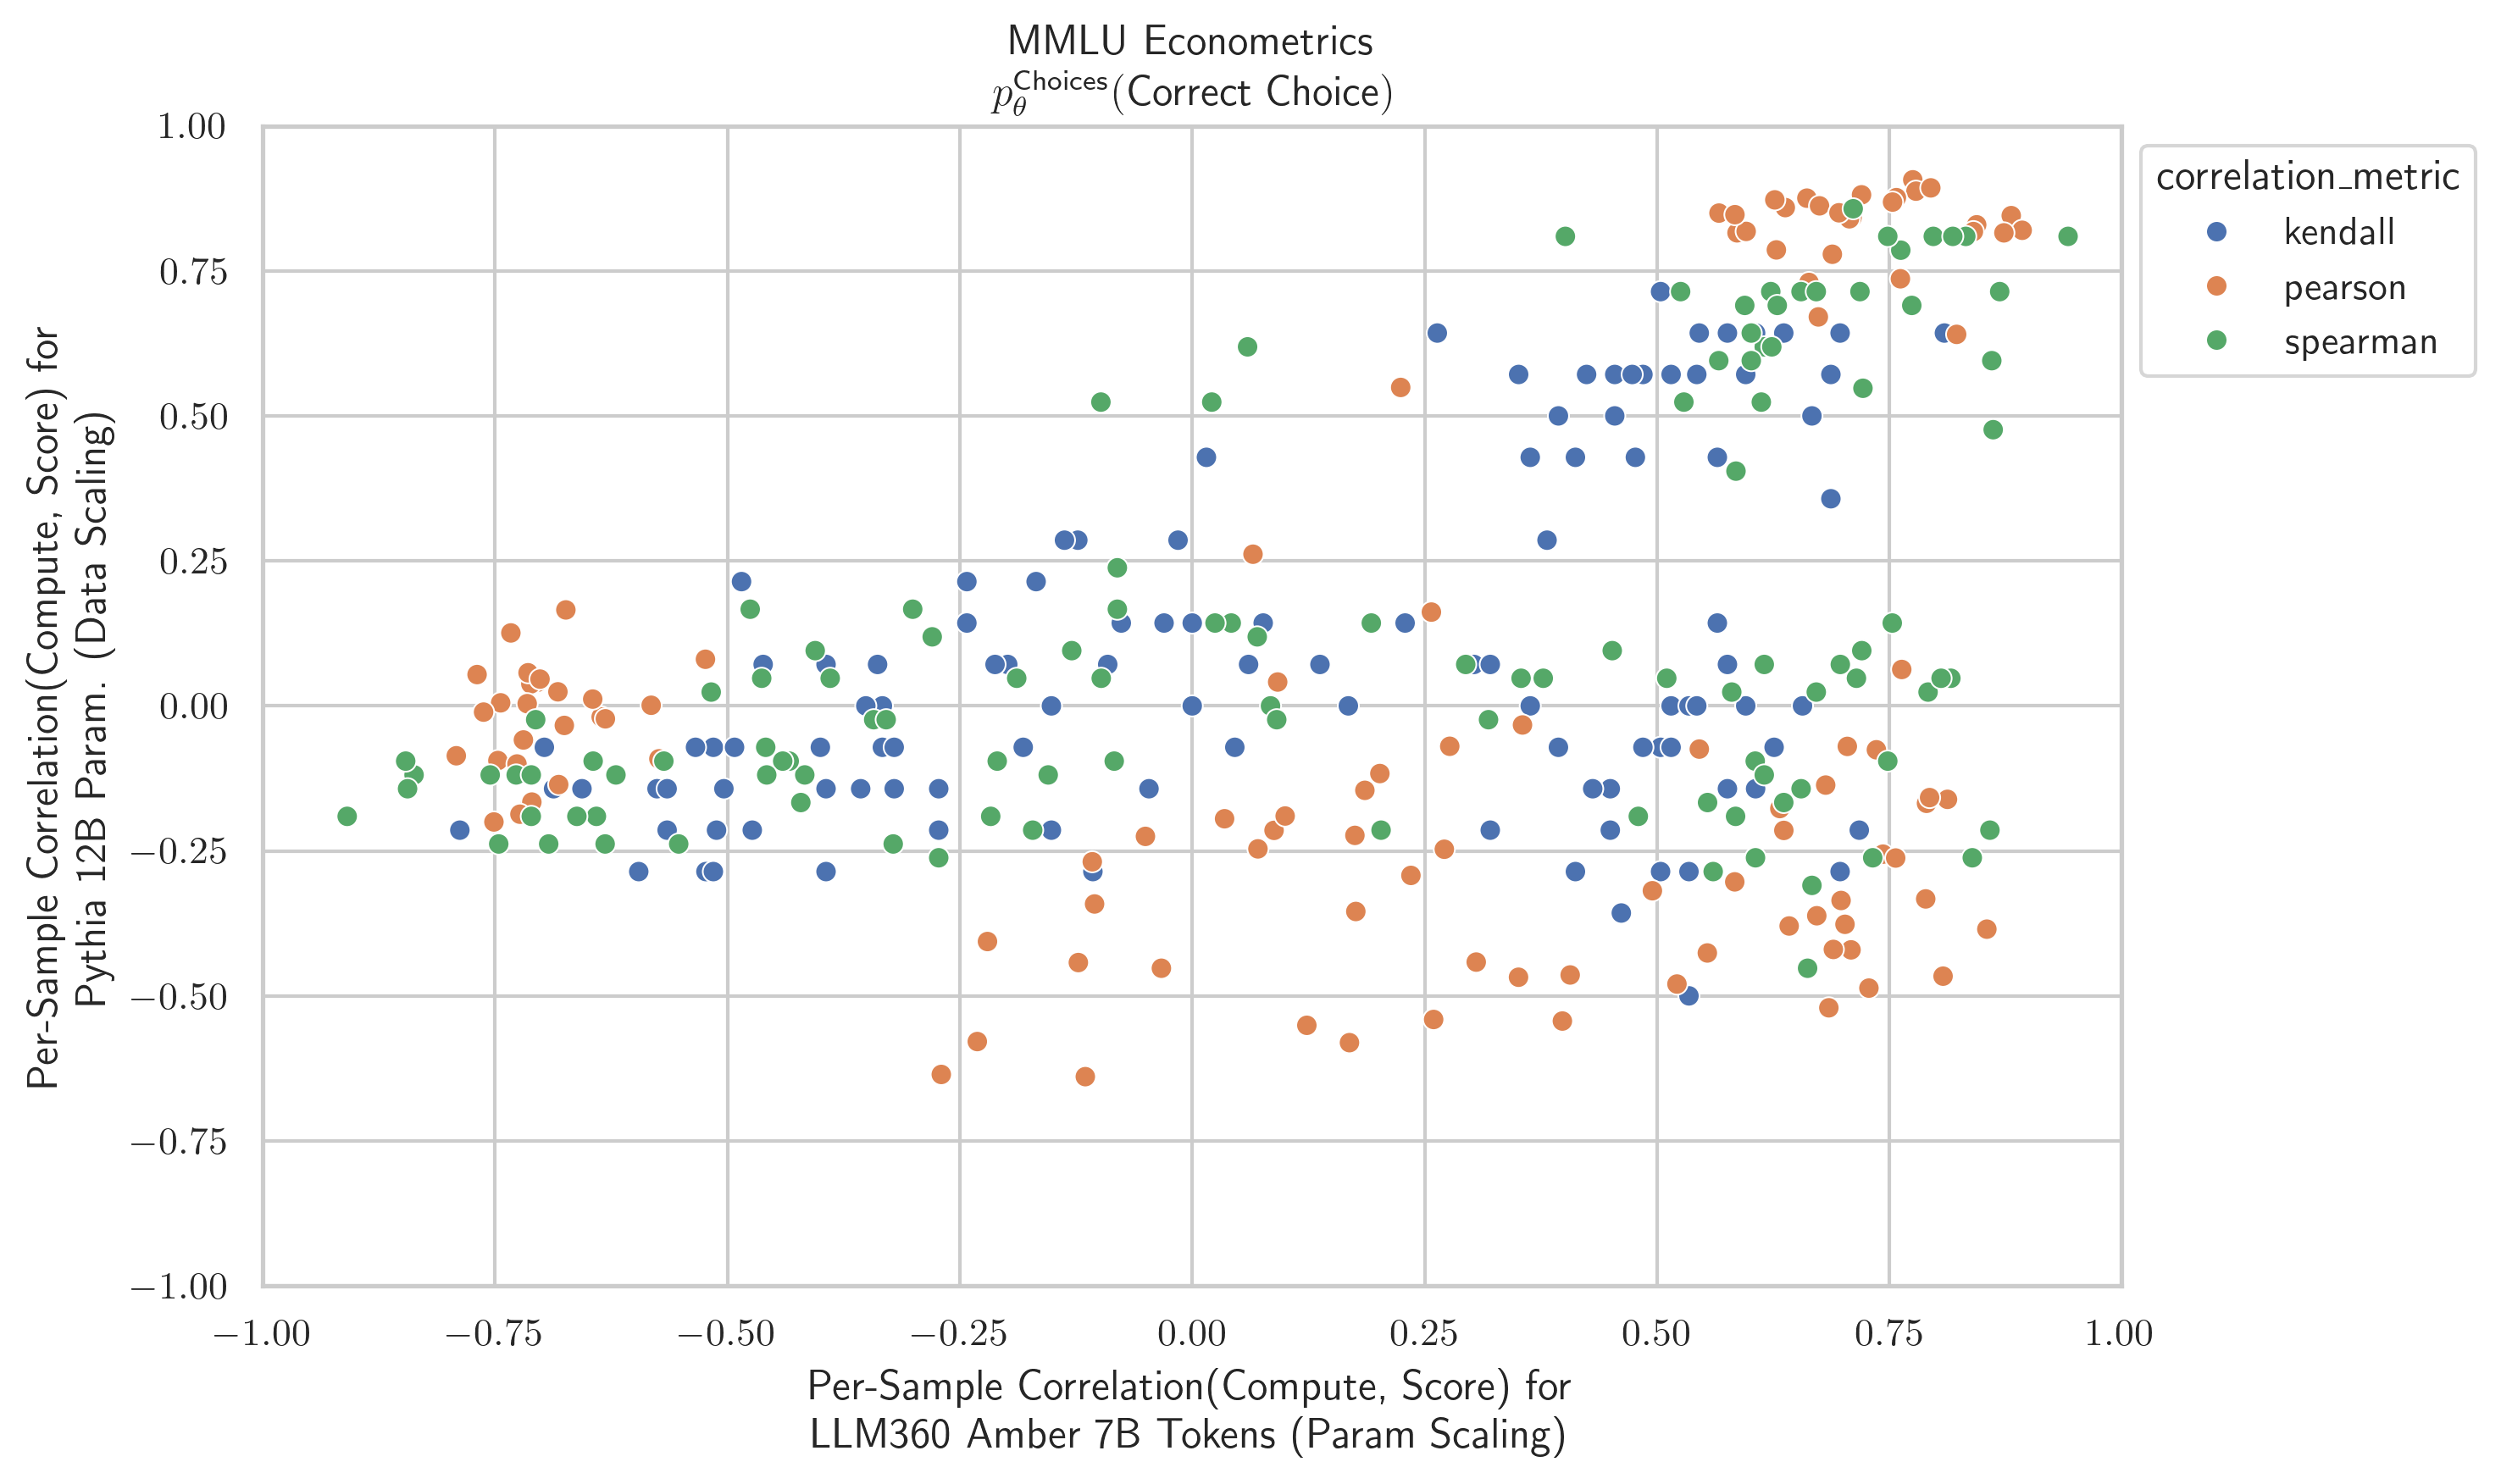 MMLU Econometrics
p_θ^Choices(Correct Choice)
1.00
0.75
0.50
0.25
0.00
−0.25
−0.50
−0.75
−1.00
Per-Sample Correlation(Compute, Score) for
Pythia 12B Param. (Data Scaling)
−1.00 −0.75 −0.50 −0.25 0.00 0.25 0.50 0.75 1.00
Per-Sample Correlation(Compute, Score) for
LLM360 Amber 7B Tokens (Param Scaling)
correlation_metric
kendall
pearson
spearman